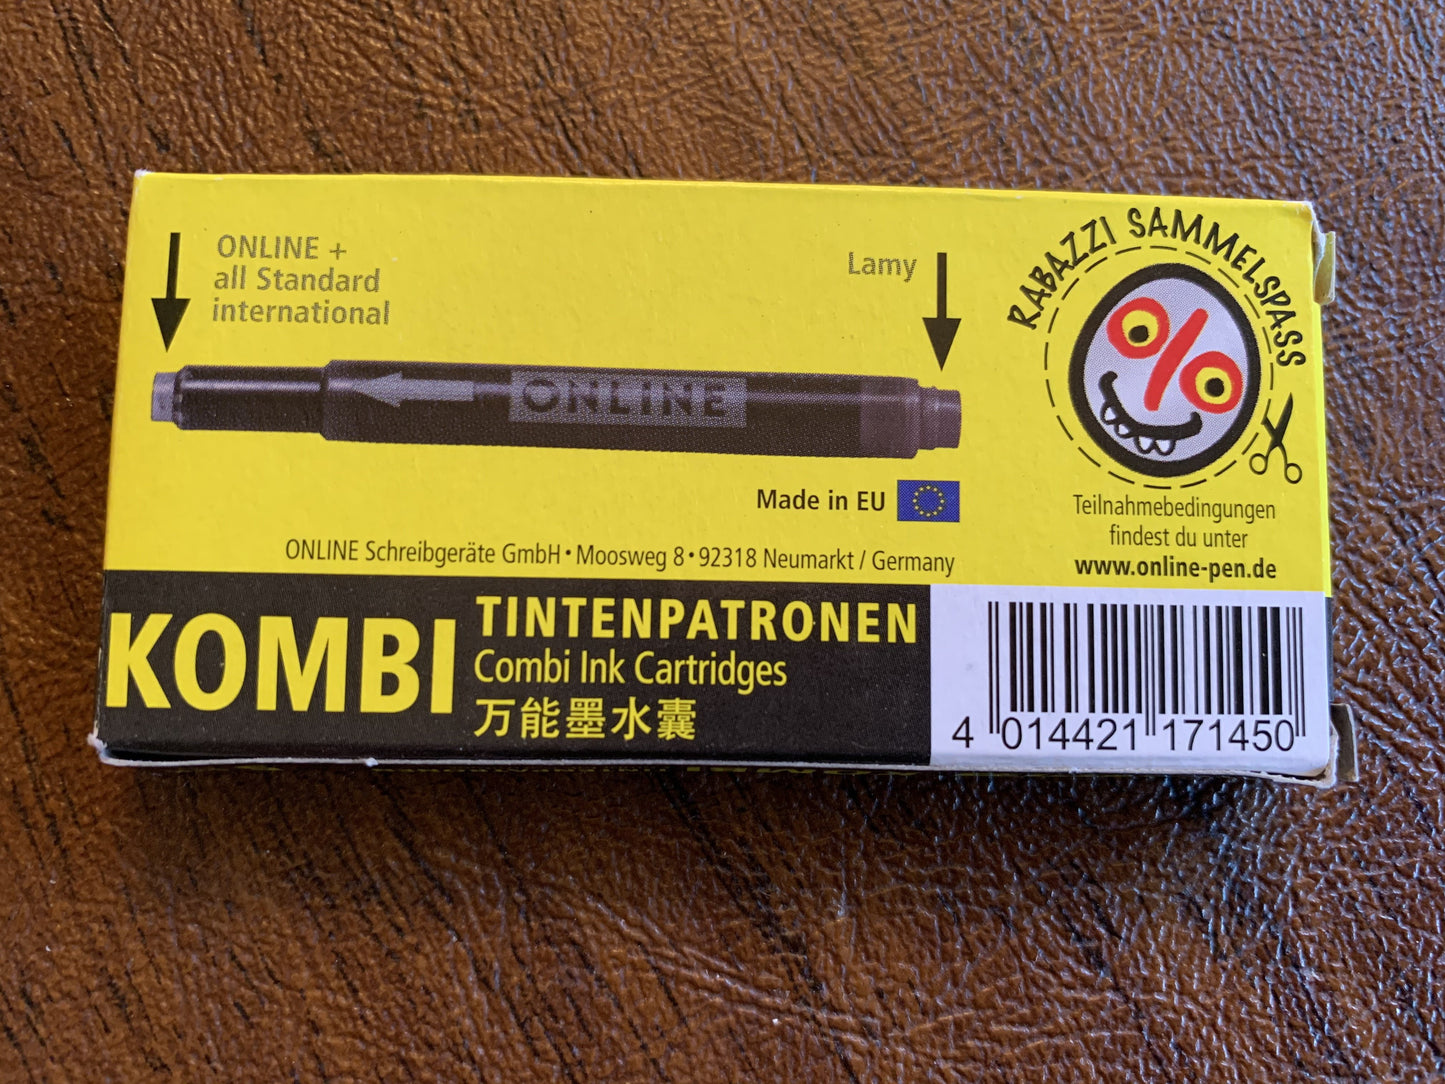 ONLINE +
all Standard
international
Lamy
RABAZZI SAMMELSPASS
ONLINE
Made in EU
Teilnahmebedingungen
findest du unter
www.online-pen.de
ONLINE Schreibgeräte GmbH • Moosweg 8 • 92318 Neumarkt / Germany
KOMBI
TINTENPATRONEN
Combi Ink Cartridges
万能墨水囊
4 014421 171450